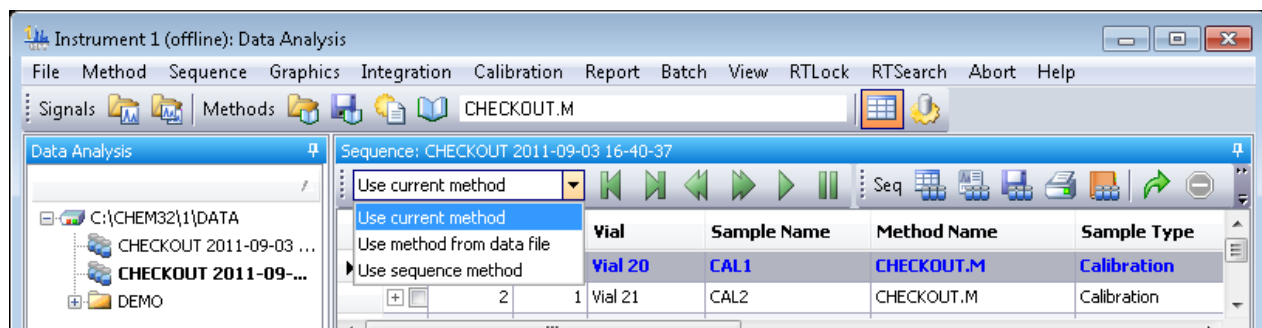 Instrument 1 (offline): Data Analysis
File Method Sequence Graphics Integration Calibration Report Batch View RTLock RTSearch Abort Help
Signals Methods CHECKOUT.M
Data Analysis
Sequence: CHECKOUT 2011-09-03 16-40-37
Use current method
Seq
C:\CHEM32\1\DATA
CHECKOUT 2011-09-03 ...
CHECKOUT 2011-09-...
DEMO
Use current method
Use method from data file
Use sequence method
Vial Sample Name Method Name Sample Type
Vial 20 CAL1 CHECKOUT.M Calibration
2 1 Vial 21 CAL2 CHECKOUT.M Calibration